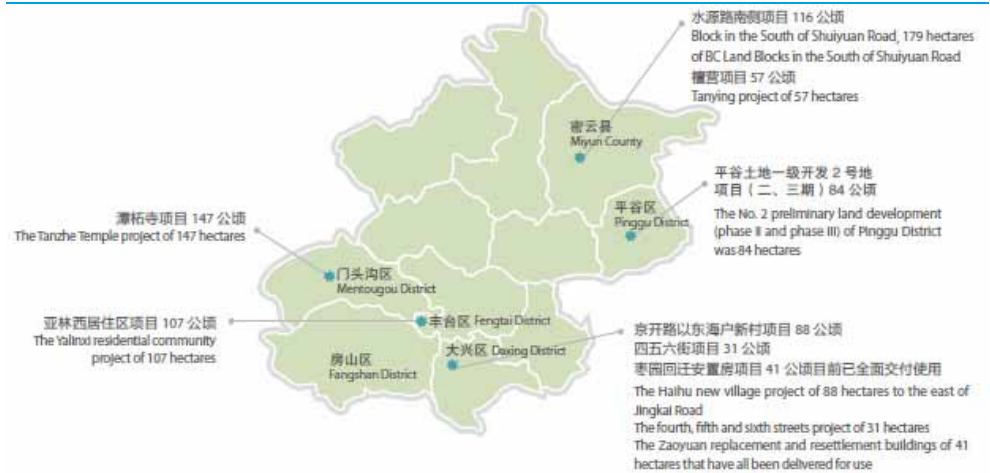 水源路南侧项目 116 公顷
Block in the South of Shuiyuan Road, 179 hectares
of BC Land Blocks in the South of Shuiyuan Road
檀营项目 57 公顷
Tanying project of 57 hectares
密云县
Miyun County
平谷土地一级开发 2 号地
项目（二、三期）84 公顷
The No. 2 preliminary land development
(phase II and phase III) of Pinggu District
was 84 hectares
平谷区
Pinggu District
潭柘寺项目 147 公顷
The Tanzhe Temple project of 147 hectares
门头沟区
Mentougou District
亚林西居住区项目 107 公顷
The Yalinxi residential community
project of 107 hectares
丰台区 Fengtai District
房山区
Fangshan District
大兴区 Daxing District
京开路以东海户新村项目 88 公顷
四五六街项目 31 公顷
枣园回迁安置房项目 41 公顷目前已全面交付使用
The Haihu new village project of 88 hectares to the east of
Jingkai Road
The fourth, fifth and sixth streets project of 31 hectares
The Zaoyuan replacement and resettlement buildings of 41
hectares that have all been delivered for use